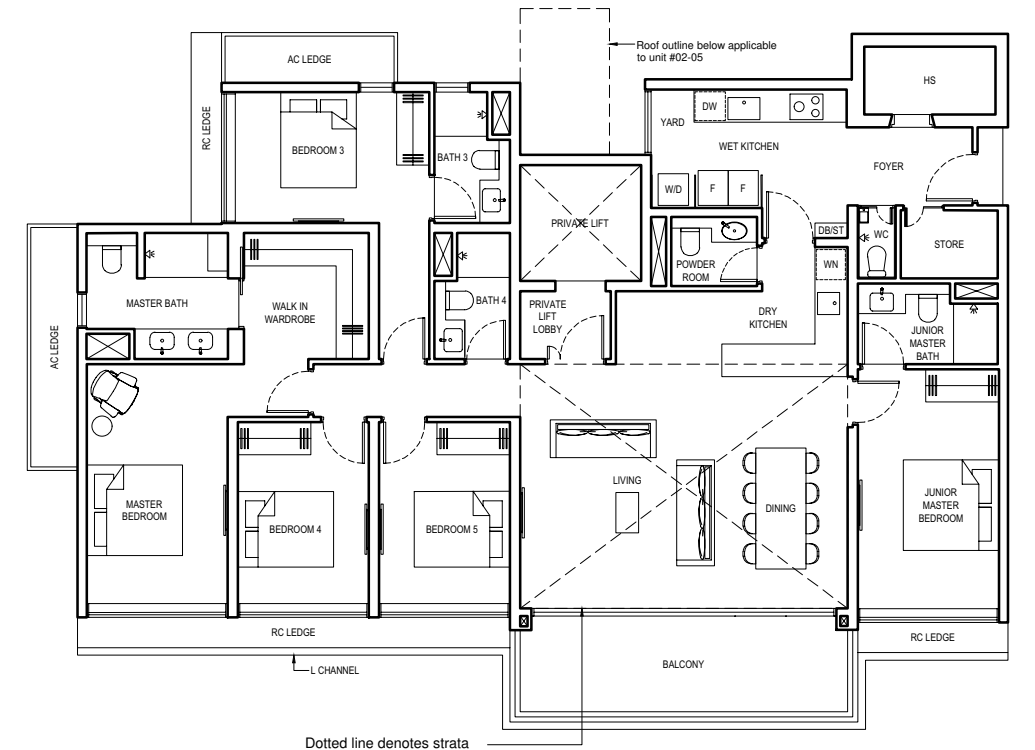 Roof outline below applicable
to unit #02-05
AC LEDGE
HS
RC LEDGE
DW
YARD
WET KITCHEN
BEDROOM 3
BATH 3
FOYER
W/D
F
F
PRIVATE LIFT
DB/ST
WC
STORE
POWDER
ROOM
WN
MASTER BATH
WALK IN
WARDROBE
BATH 4
PRIVATE
LIFT
LOBBY
DRY
KITCHEN
JUNIOR
MASTER
BATH
AC LEDGE
LIVING
MASTER
BEDROOM
BEDROOM 4
BEDROOM 5
DINING
JUNIOR
MASTER
BEDROOM
RC LEDGE
RC LEDGE
L CHANNEL
BALCONY
Dotted line denotes strata